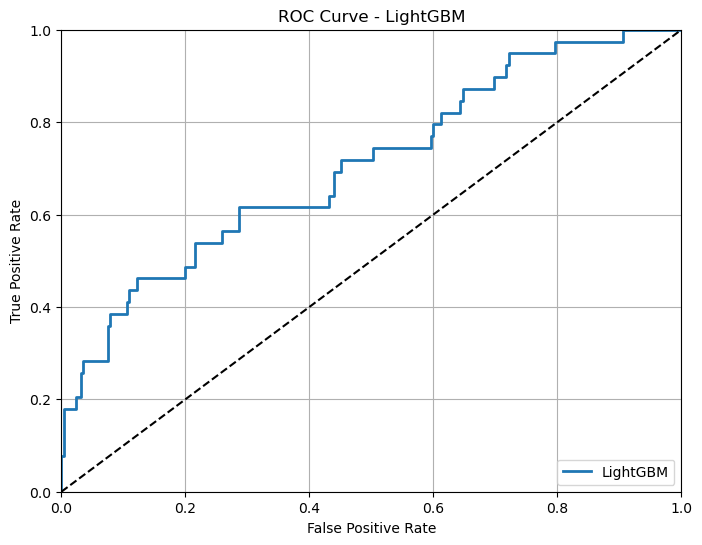 ROC Curve - LightGBM
True Positive Rate
1.0
0.8
0.6
0.4
0.2
0.0
LightGBM
0.0 0.2 0.4 0.6 0.8 1.0
False Positive Rate